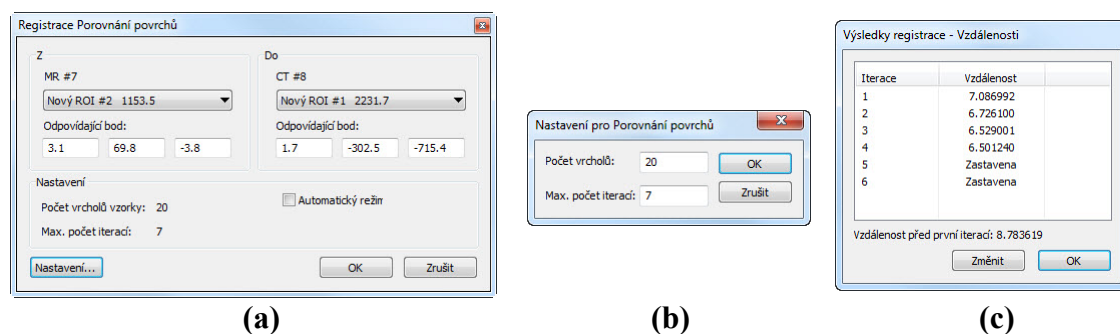 Registrace Porovnání povrchů
Z
MR #7
Nový ROI #2 1153.5
Odpovídající bod:
3.1 69.8 -3.8
Do
CT #8
Nový ROI #1 2231.7
Odpovídající bod:
1.7 -302.5 -715.4
Nastavení
Počet vrcholů vzorky: 20
Automatický režim
Max. počet iterací: 7
Nastavení...
OK
Zrušit
(a)
Nastavení pro Porovnání povrchů
Počet vrcholů: 20
OK
Max. počet iterací: 7
Zrušit
(b)
Výsledky registrace - Vzdálenosti
Iterace Vzdálenost
1 7.086992
2 6.726100
3 6.529001
4 6.501240
5 Zastavena
6 Zastavena
Vzdálenost před první iterací: 8.783619
Změnit
OK
(c)